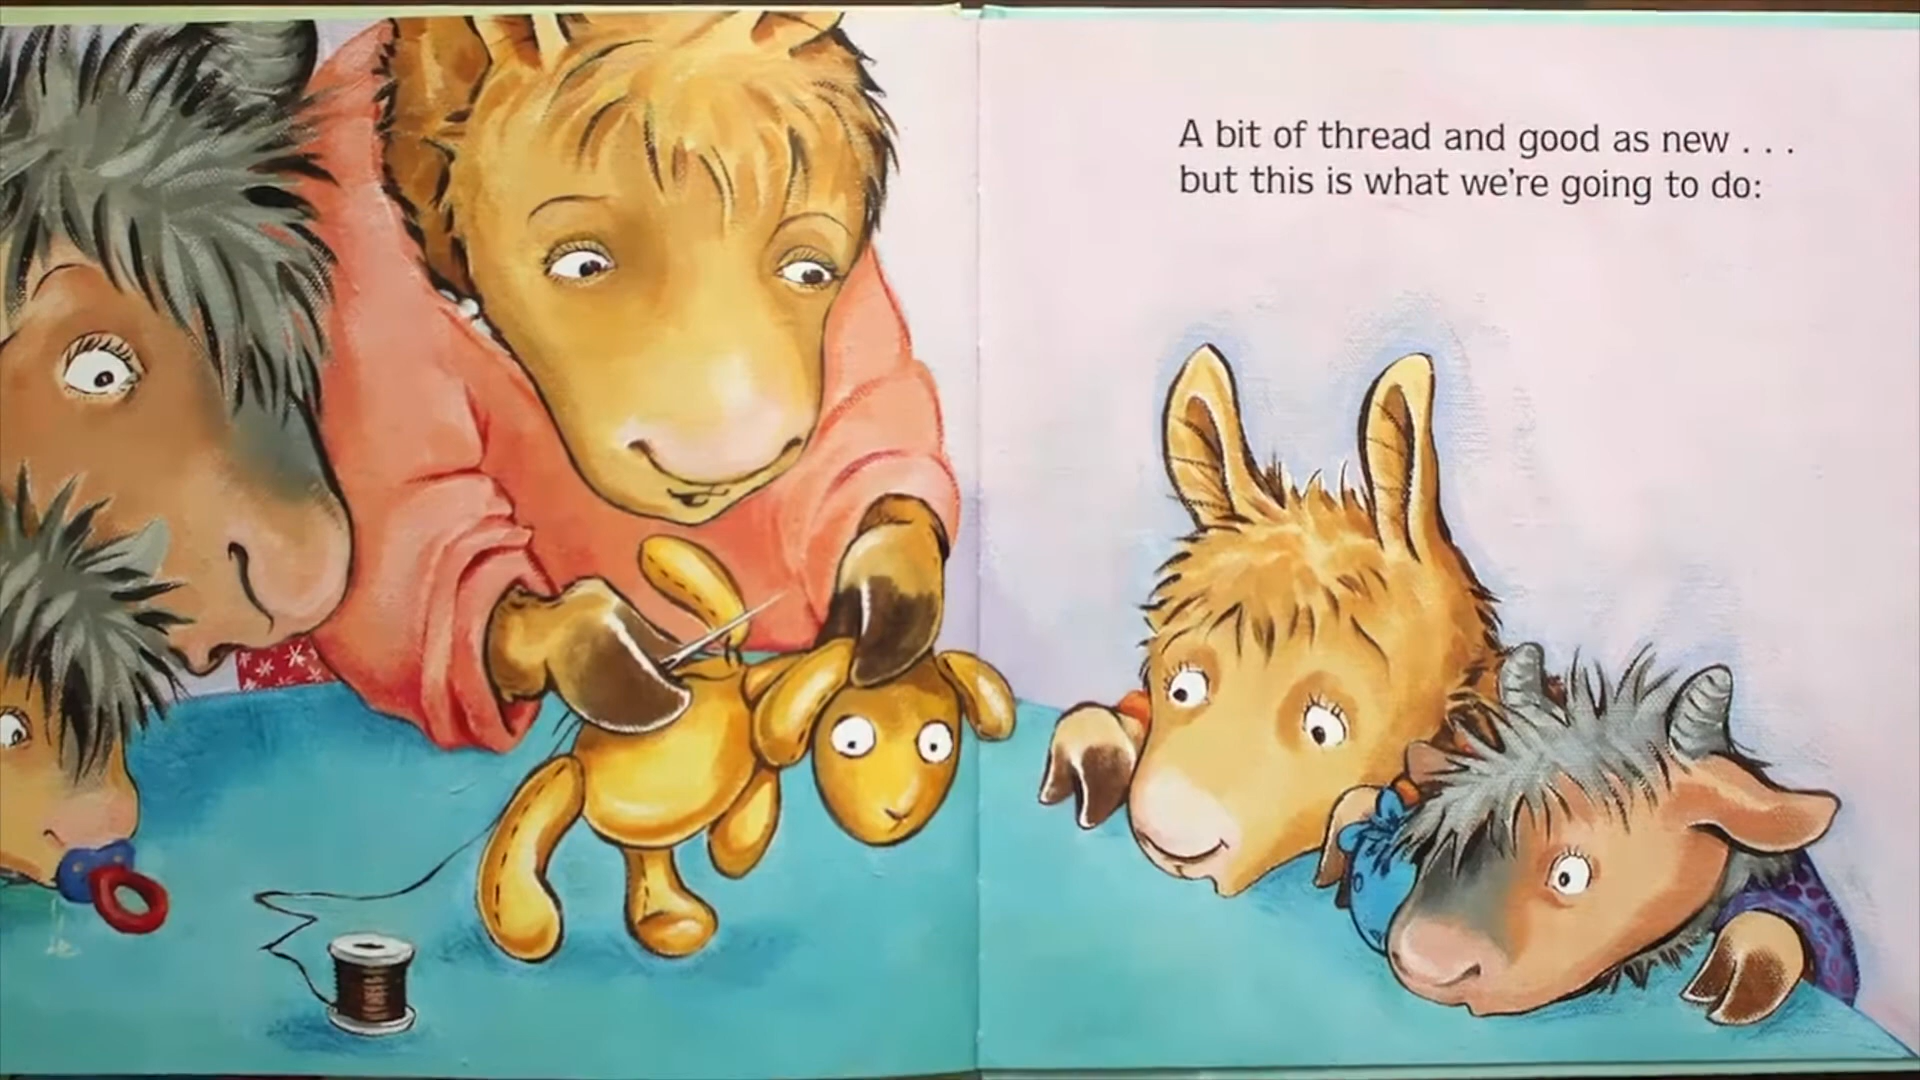 A bit of thread and good as new . . .
but this is what we're going to do: